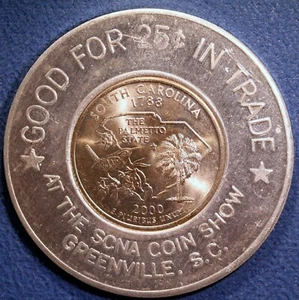 GOOD FOR 25¢ IN TRADE
AT THE SCNA COIN SHOW
GREENVILLE, S.C.
SOUTH CAROLINA
1788
THE
PALMETTO
STATE
2000
E PLURIBUS UNUM